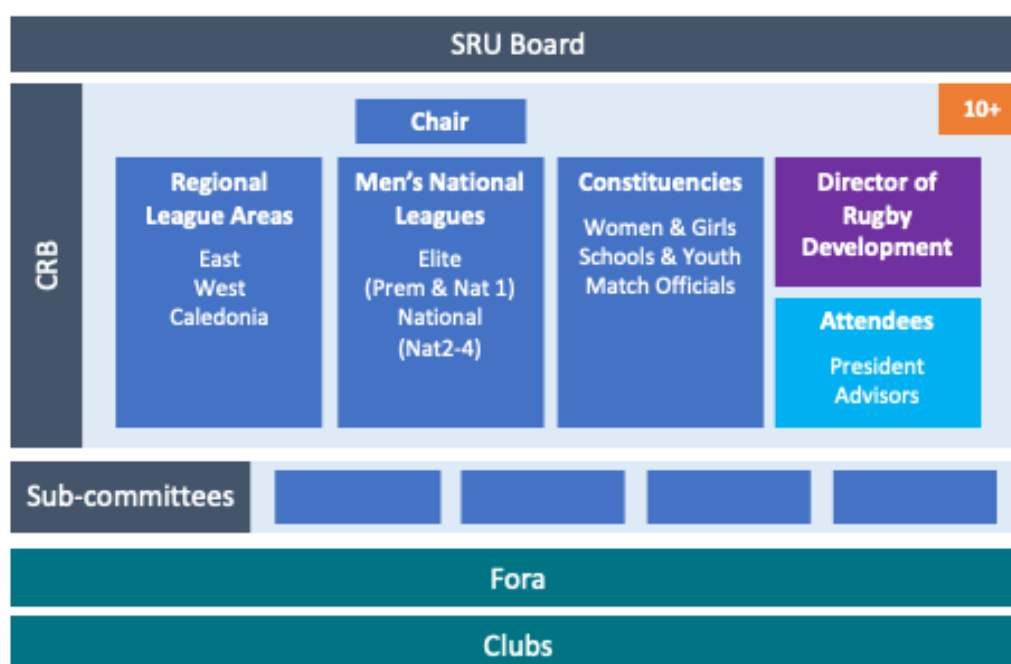 SRU Board
CRB
10+
Chair
Regional
League Areas
East
West
Caledonia
Men's National
Leagues
Elite
(Prem & Nat 1)
National
(Nat2-4)
Constituencies
Women & Girls
Schools & Youth
Match Officials
Director of
Rugby
Development
Attendees
President
Advisors
Sub-committees
Fora
Clubs